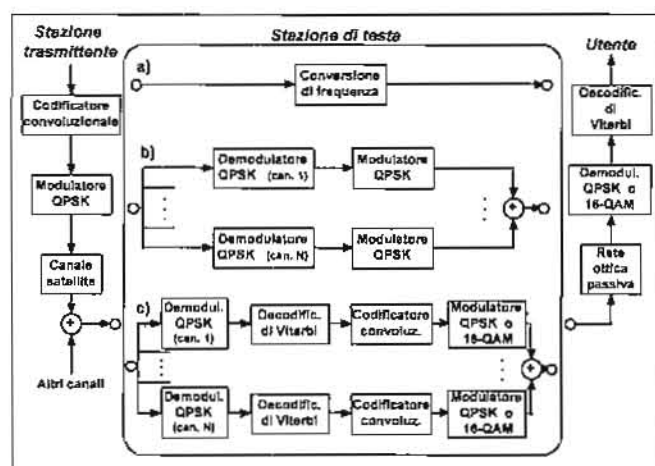 Stazione
trasmittente
Codificatore
convoluzionale
Modulatore
QPSK
Canale
satellite
+
Altri canali
Stazione di testa
a)
Conversione
di frequenza
b)
Demodulatore
QPSK (can. 1)
Modulatore
QPSK
Demodulatore
QPSK (can. N)
Modulatore
QPSK
+
c)
Demodul.
QPSK
(can. 1)
Decodific.
di Viterbi
Codificatore
convoluz.
Modulatore
QPSK o
16-QAM
Demodul.
QPSK
(can. N)
Decodific.
di Viterbi
Codificatore
convoluz.
Modulatore
QPSK o
16-QAM
+
Utente
Decodific.
di
Viterbi
Demodul.
QPSK o
16-QAM
Rete
ottica
passiva